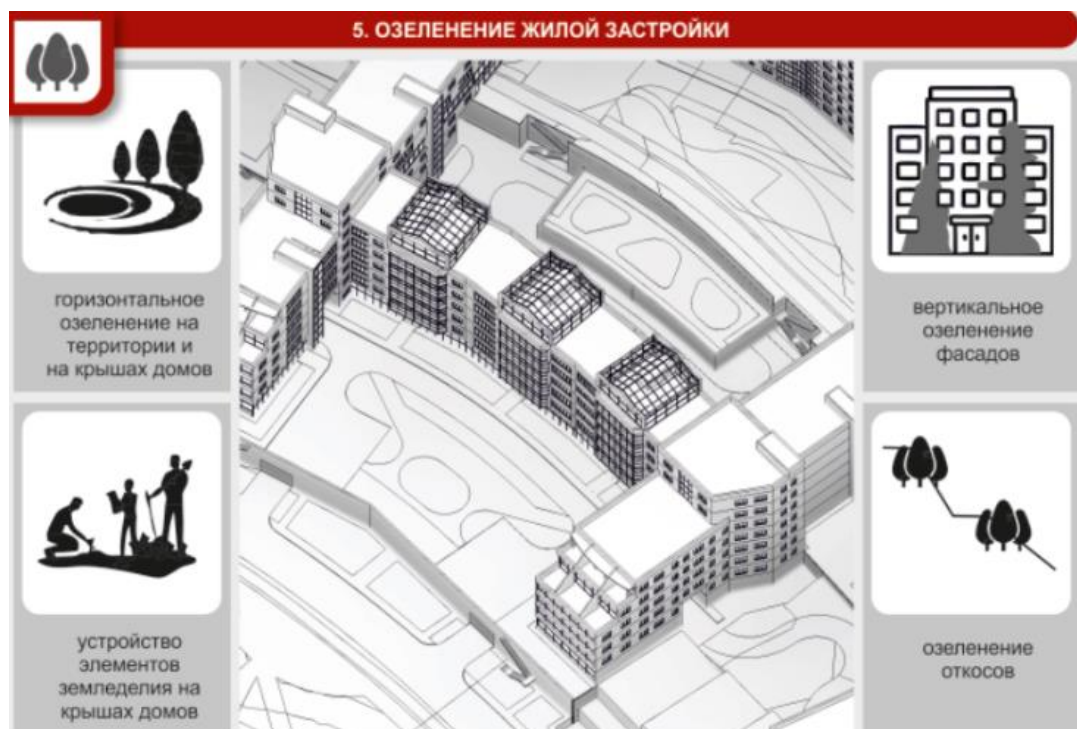 5. ОЗЕЛЕНЕНИЕ ЖИЛОЙ ЗАСТРОЙКИ
горизонтальное
озеленение на
территории и
на крышах домов
вертикальное
озеленение
фасадов
устройство
элементов
земледелия на
крышах домов
озеленение
откосов